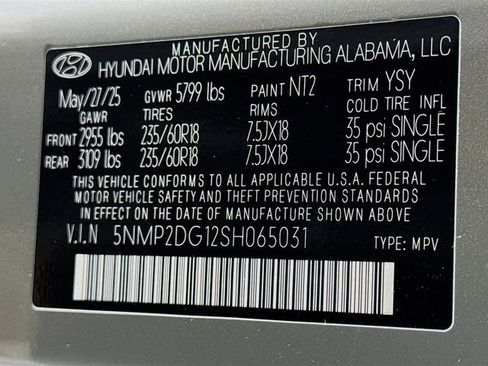 MANUFACTURED BY
HYUNDAI MOTOR MANUFACTURING ALABAMA, LLC
May/27/25 GVWR 5799 lbs PAINT NT2 TRIM YSY
GAWR TIRES RIMS COLD TIRE INFL
FRONT 2955 lbs 235/60R18 7.5JX18 35 psi SINGLE
REAR 3109 lbs 235/60R18 7.5JX18 35 psi SINGLE
THIS VEHICLE CONFORMS TO ALL APPLICABLE U.S.A. FEDERAL
MOTOR VEHICLE SAFETY AND THEFT PREVENTION
STANDARDS IN EFFECT ON THE DATE OF MANUFACTURE SHOWN ABOVE.
V.I.N 5NMP2DG12SH065031 TYPE: MPV